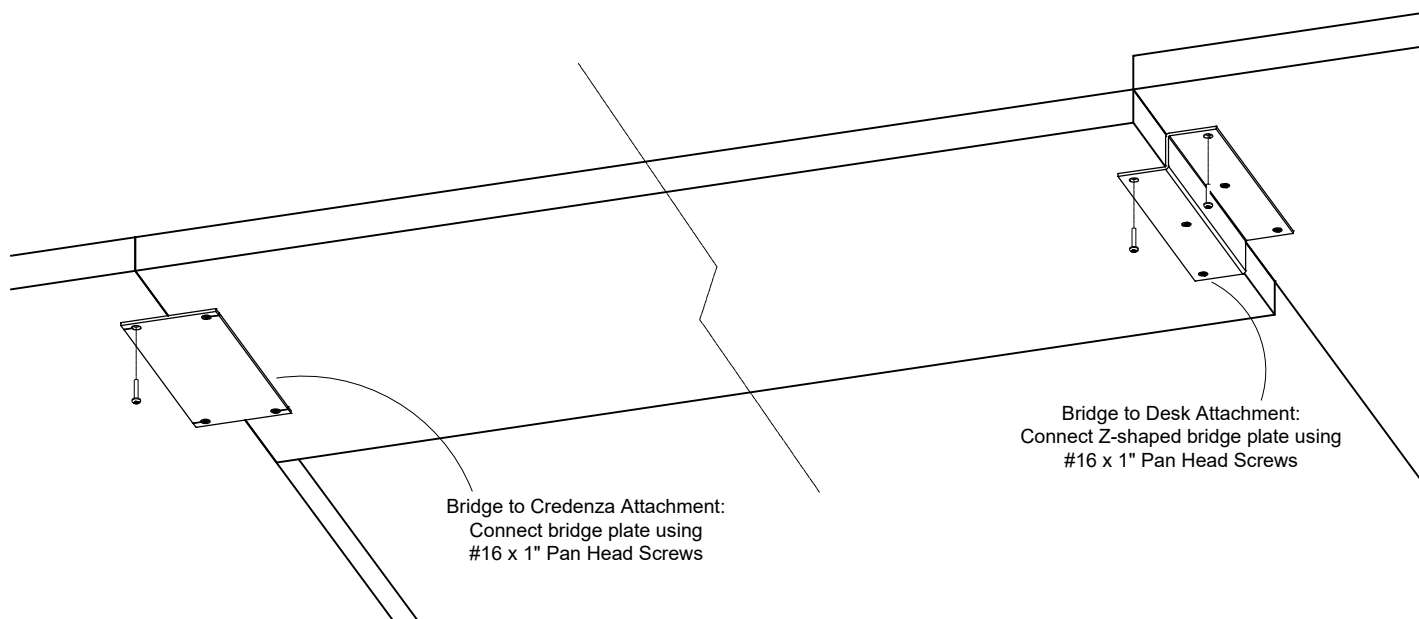 Bridge to Desk Attachment:
Connect Z-shaped bridge plate using
#16 x 1" Pan Head Screws
Bridge to Credenza Attachment:
Connect bridge plate using
#16 x 1" Pan Head Screws